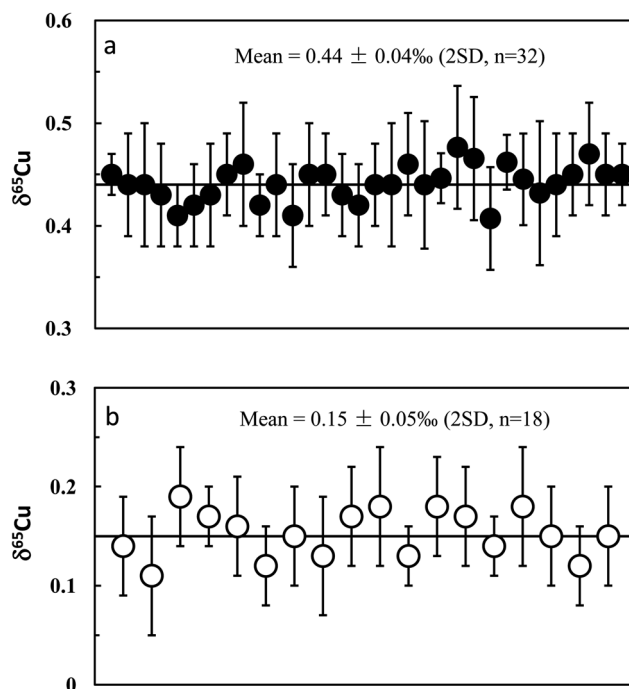 0.6
a
Mean = 0.44 ± 0.04‰ (2SD, n=32)
0.5
δ⁶⁵Cu
0.4
0.3
0.3
b
Mean = 0.15 ± 0.05‰ (2SD, n=18)
0.2
δ⁶⁵Cu
0.1
0